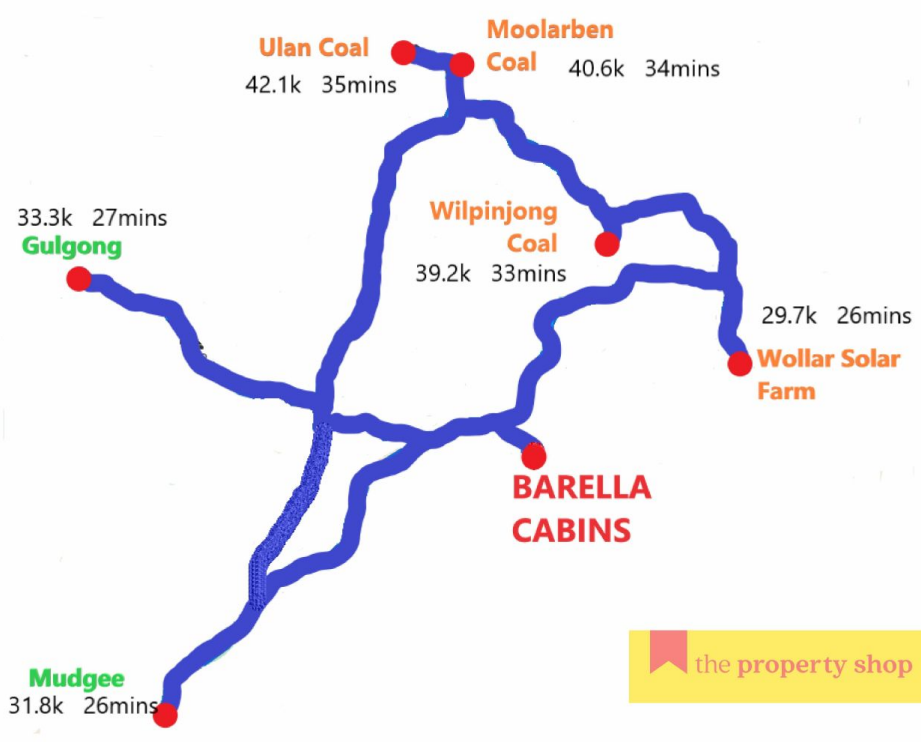 Ulan Coal
42.1k 35mins
Moolarben
Coal
40.6k 34mins
33.3k 27mins
Gulgong
Wilpinjong
Coal
39.2k 33mins
29.7k 26mins
Wollar Solar
Farm
BARELLA
CABINS
Mudgee
31.8k 26mins
the property shop